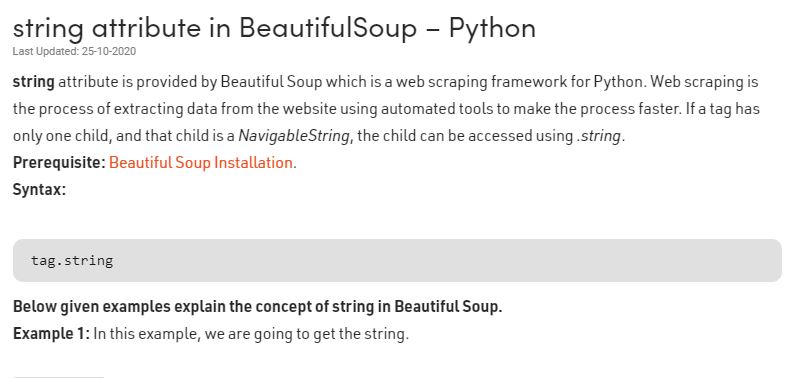 string attribute in BeautifulSoup – Python
Last Updated: 25-10-2020
string attribute is provided by Beautiful Soup which is a web scraping framework for Python. Web scraping is
the process of extracting data from the website using automated tools to make the process faster. If a tag has
only one child, and that child is a NavigableString, the child can be accessed using .string.
Prerequisite: Beautiful Soup Installation.
Syntax:
tag.string
Below given examples explain the concept of string in Beautiful Soup.
Example 1: In this example, we are going to get the string.